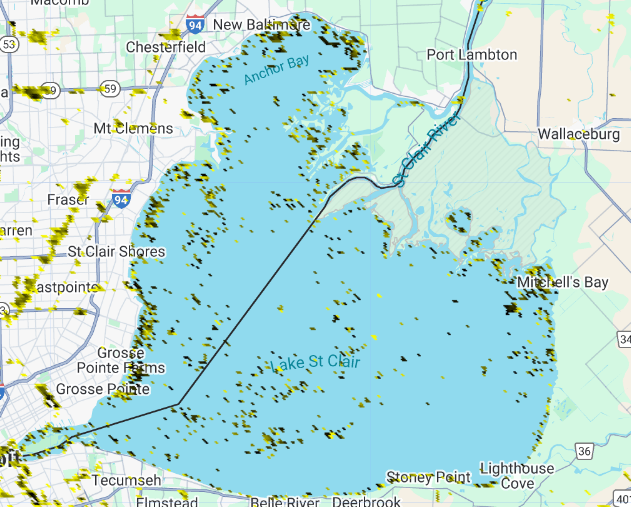 Macomb
94
New Baltimore
53
Chesterfield
Port Lambton
Anchor Bay
59
Mt Clemens
St Clair River
Wallaceburg
Fraser
94
St Clair Shores
Mitchell's Bay
Grosse
Pointe Farms
Lake St Clair
34
Grosse Pointe
36
Lighthouse
Cove
Stoney Point
Tecumseh
Elmstead
Belle River
Deerbrook
401